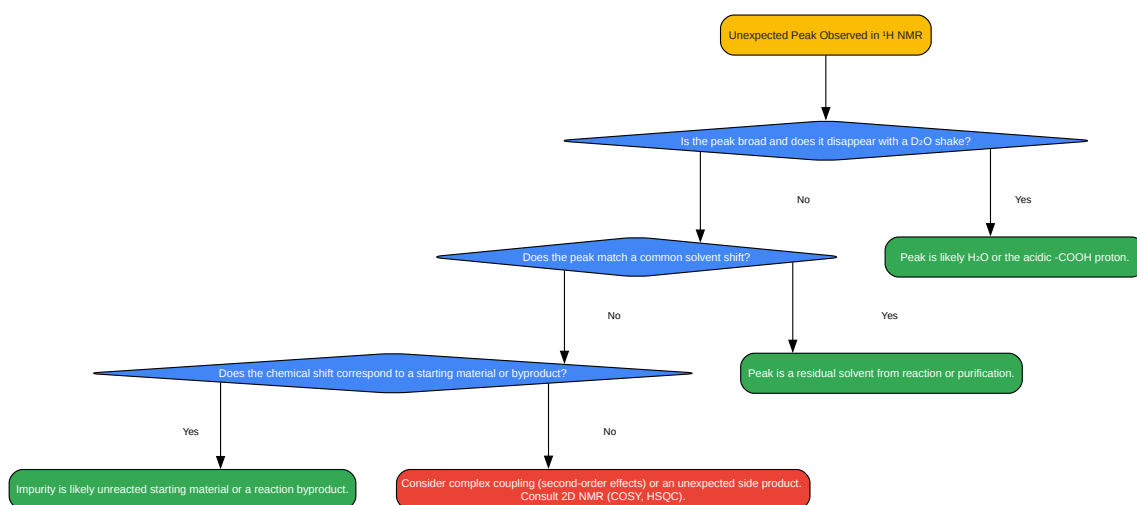 Unexpected Peak Observed in ¹H NMR
Is the peak broad and does it disappear with a D₂O shake?
No
Yes
Does the peak match a common solvent shift?
Peak is likely H₂O or the acidic -COOH proton.
No
Yes
Does the chemical shift correspond to a starting material or byproduct?
Peak is a residual solvent from reaction or purification.
Yes
No
Impurity is likely unreacted starting material or a reaction byproduct.
Consider complex coupling (second-order effects) or an unexpected side product.
Consult 2D NMR (COSY, HSQC).